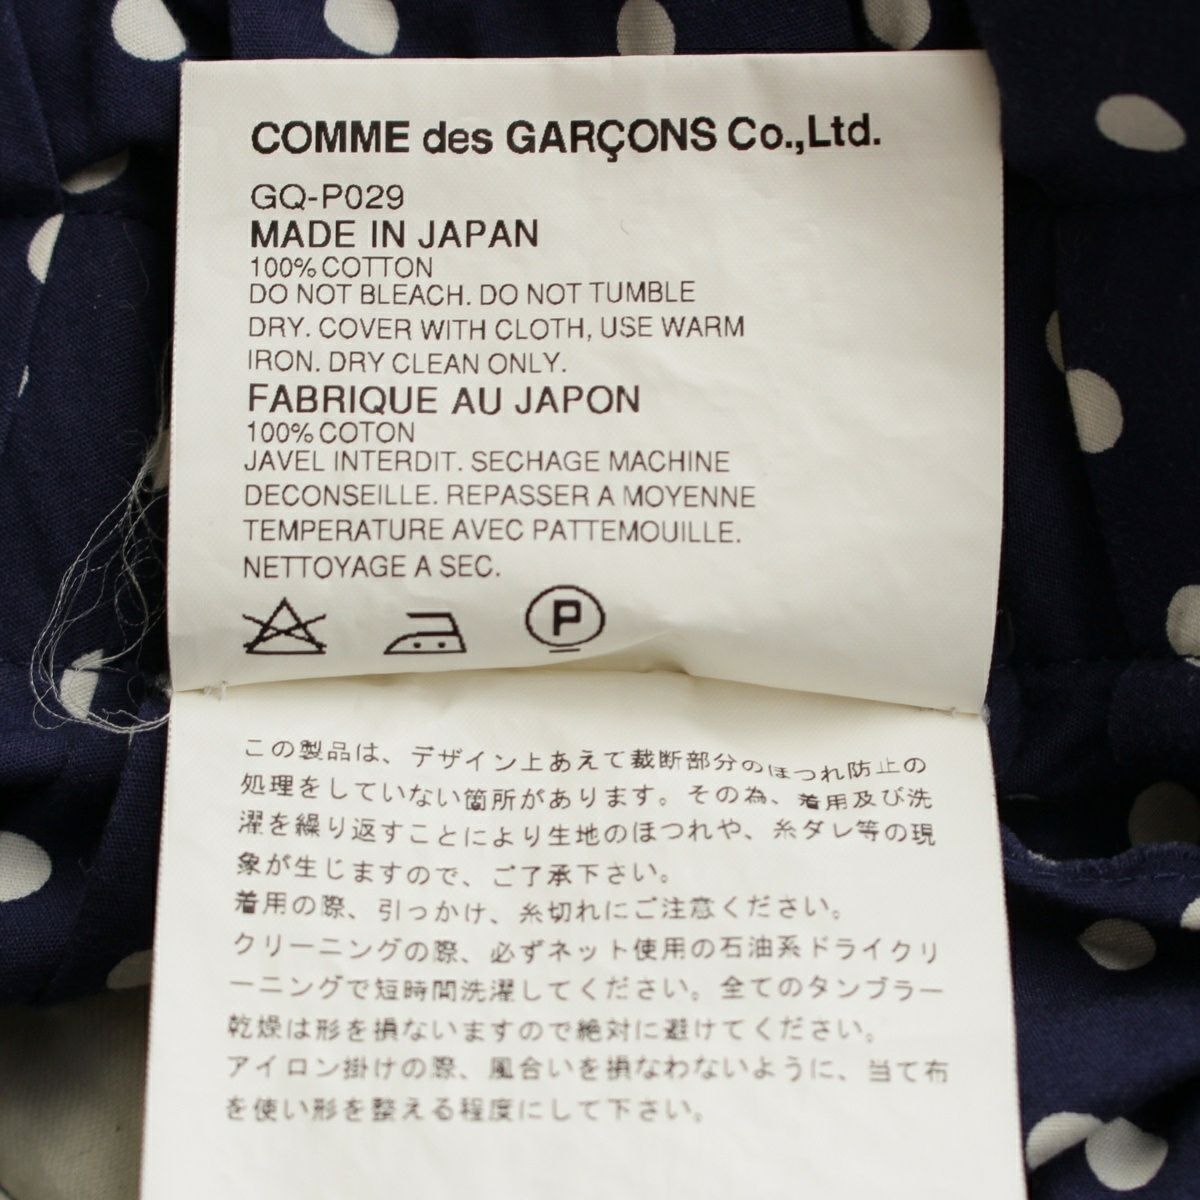 COMME des GARÇONS Co.,Ltd.
GQ-P029
MADE IN JAPAN
100% COTTON
DO NOT BLEACH. DO NOT TUMBLE
DRY. COVER WITH CLOTH, USE WARM
IRON. DRY CLEAN ONLY.
FABRIQUE AU JAPON
100% COTON
JAVEL INTERDIT. SECHAGE MACHINE
DECONSEILLE. REPASSER A MOYENNE
TEMPERATURE AVEC PATTEMOUILLE.
NETTOYAGE A SEC.
P
この製品は、デザイン上あえて裁断部分のほつれ防止の
処理をしていない箇所があります。その為、着用及び洗
濯を繰り返すことにより生地のほつれや、糸ダレ等の現
象が生じますので、ご了承下さい。
着用の際、引っかけ、糸切れにご注意ください。
クリーニングの際、必ずネット使用の石油系ドライクリ
ーニングで短時間洗濯してください。全てのタンブラー
乾燥は形を損ないますので絶対に避けてください。
アイロン掛けの際、風合いを損なわないように、当て布
を使い形を整える程度にして下さい。